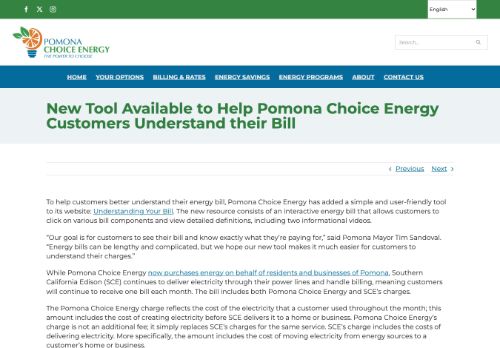 English
POMONA
CHOICE ENERGY
THE POWER TO CHOOSE
Search...
HOME YOUR OPTIONS BILLING & RATES ENERGY SAVINGS ENERGY PROGRAMS ABOUT CONTACT US
New Tool Available to Help Pomona Choice Energy
Customers Understand their Bill
Previous Next
To help customers better understand their energy bill, Pomona Choice Energy has added a simple and user-friendly tool
to its website: Understanding Your Bill. The new resource consists of an interactive energy bill that allows customers to
click on various bill components and view detailed definitions, including two informational videos.
“Our goal is for customers to see their bill and know exactly what they’re paying for,” said Pomona Mayor Tim Sandoval.
“Energy bills can be lengthy and complicated, but we hope our new tool makes it much easier for customers to
understand their charges.”
While Pomona Choice Energy now purchases energy on behalf of residents and businesses of Pomona, Southern
California Edison (SCE) continues to deliver electricity through their power lines and handle billing, meaning customers
will continue to receive one bill each month. The bill includes both Pomona Choice Energy and SCE’s charges.
The Pomona Choice Energy charge reflects the cost of the electricity that a customer used throughout the month; this
amount includes the cost of creating electricity before SCE delivers it to a home or business. Pomona Choice Energy’s
charge is not an additional fee; it simply replaces SCE’s charges for the same service. SCE’s charge includes the costs of
delivering electricity. More specifically, the amount includes the cost of moving electricity from energy sources to a
customer’s home or business.